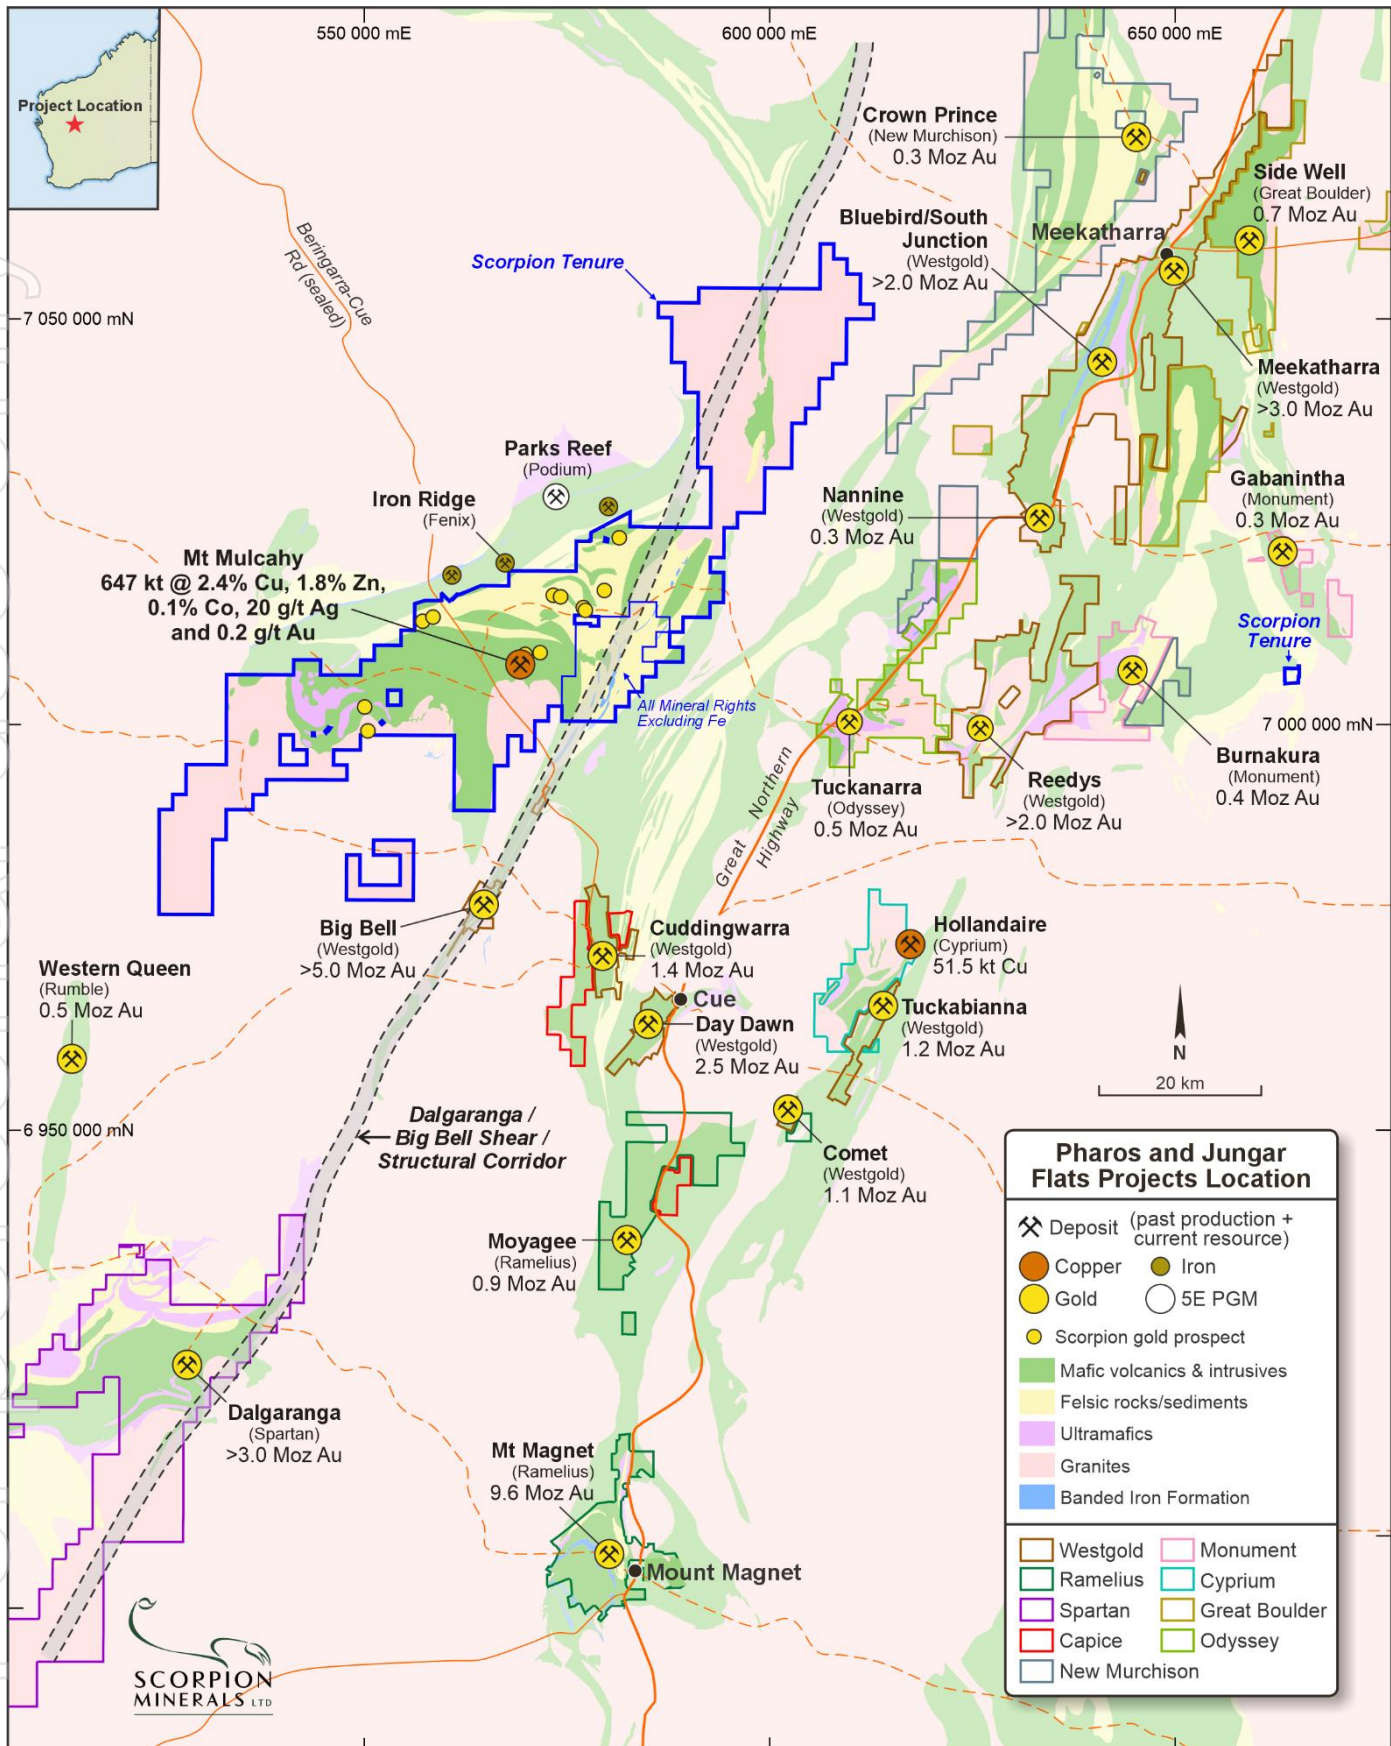 550 000 mE
600 000 mE
650 000 mE
Project Location
Crown Prince
(New Murchison)
0.3 Moz Au
Side Well
(Great Boulder)
0.7 Moz Au
Bluebird/South
Junction
(Westgold)
>2.0 Moz Au
Meekatharra
Beringarra-Cue
Rd (sealed)
Scorpion Tenure
7 050 000 mN
Meekatharra
(Westgold)
>3.0 Moz Au
Parks Reef
(Podium)
Iron Ridge
(Fenix)
Nannine
(Westgold)
0.3 Moz Au
Gabanintha
(Monument)
0.3 Moz Au
Mt Mulcahy
647 kt @ 2.4% Cu, 1.8% Zn,
0.1% Co, 20 g/t Ag
and 0.2 g/t Au
Scorpion
Tenure
All Mineral Rights
Excluding Fe
7 000 000 mN
Burnakura
(Monument)
0.4 Moz Au
Tuckanarra
(Odyssey)
0.5 Moz Au
Reedys
(Westgold)
>2.0 Moz Au
Great Northern
Highway
Big Bell
(Westgold)
>5.0 Moz Au
Cuddingwarra
(Westgold)
1.4 Moz Au
Hollandaire
(Cyprium)
51.5 kt Cu
Western Queen
(Rumble)
0.5 Moz Au
Cue
Day Dawn
(Westgold)
2.5 Moz Au
Tuckabianna
(Westgold)
1.2 Moz Au
N
20 km
Dalgaranga /
Big Bell Shear /
Structural Corridor
6 950 000 mN
Comet
(Westgold)
1.1 Moz Au
Moyagee
(Ramelius)
0.9 Moz Au
Dalgaranga
(Spartan)
>3.0 Moz Au
Mt Magnet
(Ramelius)
9.6 Moz Au
Mount Magnet
SCORPION
MINERALS LTD
Pharos and Jungar
Flats Projects Location
Deposit (past production +
current resource)
Copper
Iron
Gold
5E PGM
Scorpion gold prospect
Mafic volcanics & intrusives
Felsic rocks/sediments
Ultramafics
Granites
Banded Iron Formation
Westgold
Monument
Ramelius
Cyprium
Spartan
Great Boulder
Capice
Odyssey
New Murchison